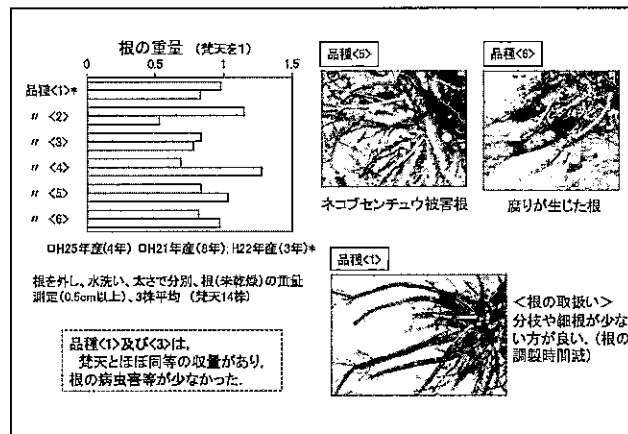 根の重量 (梵天を1)
0 0.5 1 1.5
品種<1>*
〃 <2>
〃 <3>
〃 <4>
〃 <5>
〃 <6>
□H25年産(4年) □H21年産(8年); H22年産(3年)*
根を外し、水洗い、太さで分別、根(未乾燥)の重量
測定(0.5cm以上)、3株平均 (梵天14株)
品種<1>及び<3>は,
梵天とほぼ同等の収量があり,
根の病虫害等が少なかった.
品種<5>
ネコブセンチュウ被害根
品種<6>
腐りが生じた根
品種<1>
<根の取扱い>
分枝や細根が少な
い方が良い. (根の
調製時間減)